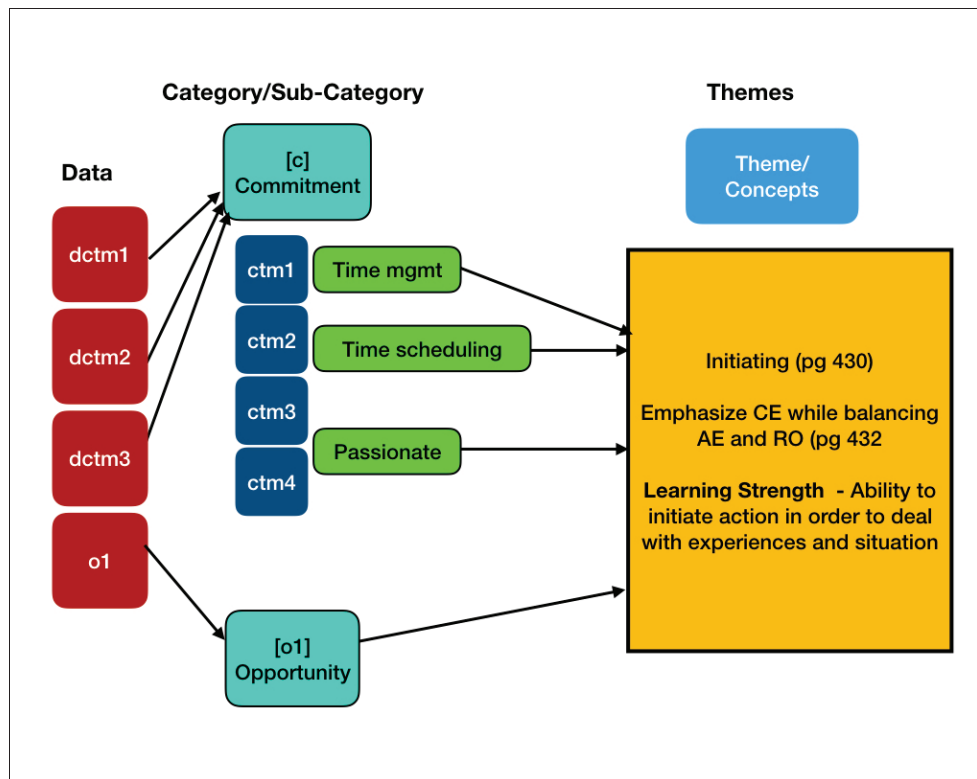 Category/Sub-Category
Themes
Data
[c]
Commitment
Theme/
Concepts
dctm1
dctm2
dctm3
o1
ctm1
Time mgmt
ctm2
Time scheduling
ctm3
Passionate
ctm4
[o1]
Opportunity
Initiating (pg 430)
Emphasize CE while balancing
AE and RO (pg 432
Learning Strength - Ability to
initiate action in order to deal
with experiences and situation